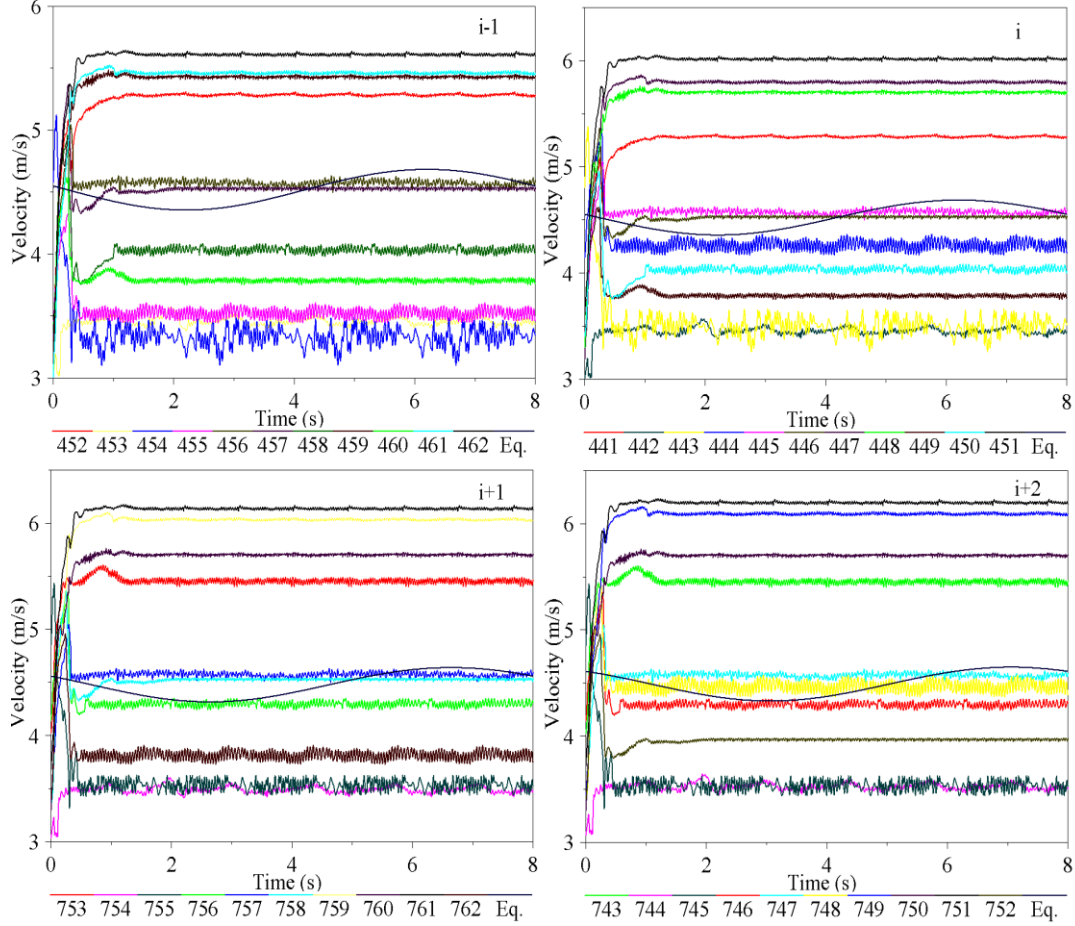 6
5
4
3
Velocity (m/s)
i-1
0 2 4 6 8
Time (s)
452 453 454 455 456 457 458 459 460 461 462 Eq.
6
5
4
3
Velocity (m/s)
i
0 2 4 6 8
Time (s)
441 442 443 444 445 446 447 448 449 450 451 Eq.
6
5
4
3
Velocity (m/s)
i+1
0 2 4 6 8
Time (s)
753 754 755 756 757 758 759 760 761 762 Eq.
6
5
4
3
Velocity (m/s)
i+2
0 2 4 6 8
Time (s)
743 744 745 746 747 748 749 750 751 752 Eq.